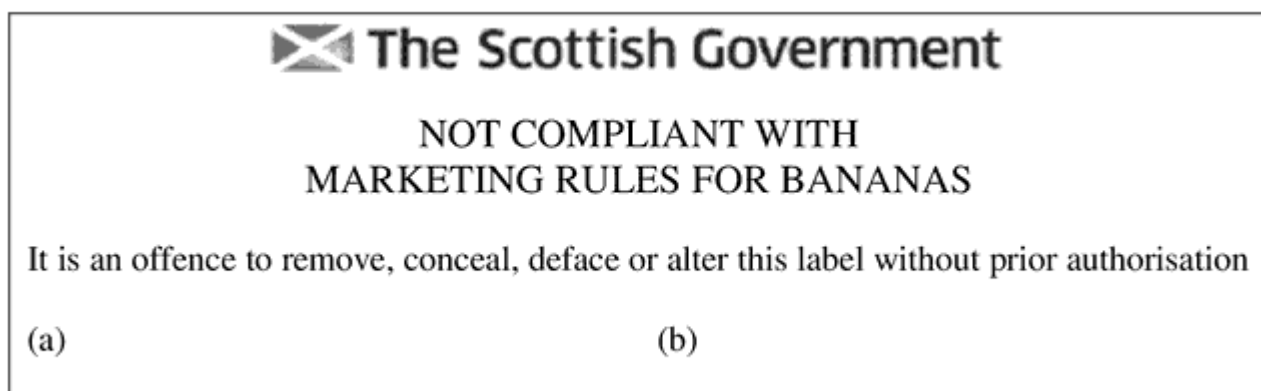 The Scottish Government
NOT COMPLIANT WITH
MARKETING RULES FOR BANANAS
It is an offence to remove, conceal, deface or alter this label without prior authorisation
(a) (b)